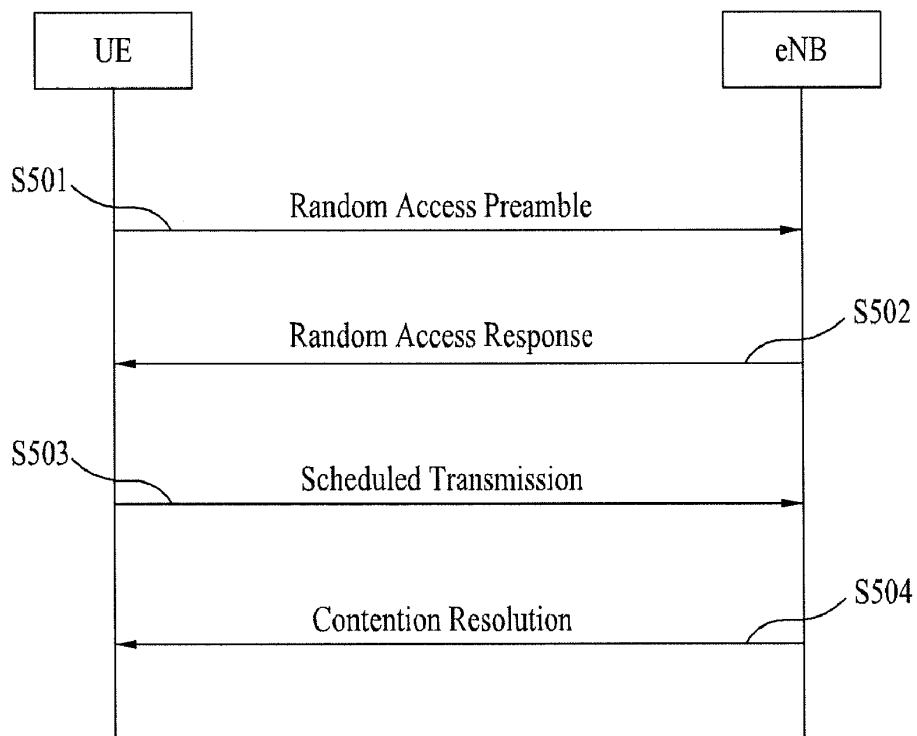 UE
eNB
S501
Random Access Preamble
S502
Random Access Response
S503
Scheduled Transmission
S504
Contention Resolution